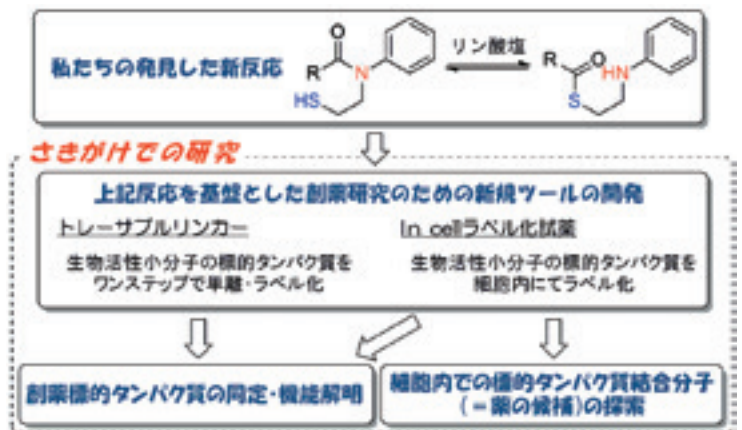 私たちの発見した新反応
O
R
N
HS
リン酸塩
R
O
HN
S
さきがけでの研究
上記反応を基盤とした創薬研究のための新規ツールの開発
トレーサブルリンカー
生物活性小分子の標的タンパク質を
ワンステップで単離・ラベル化
In cellラベル化試薬
生物活性小分子の標的タンパク質を
細胞内にてラベル化
創薬標的タンパク質の同定・機能解明
細胞内での標的タンパク質結合分子
(=薬の候補)の探索